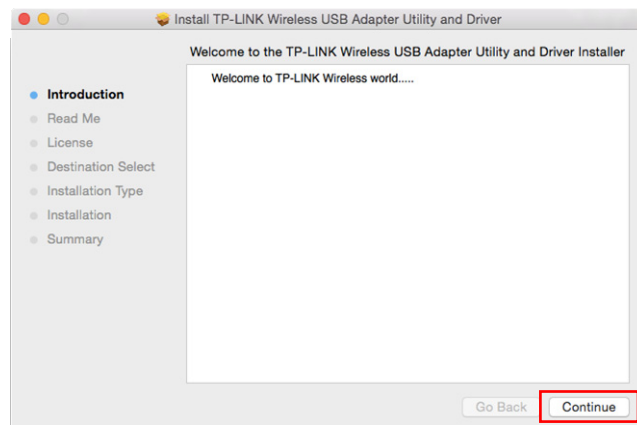 Install TP-LINK Wireless USB Adapter Utility and Driver
Welcome to the TP-LINK Wireless USB Adapter Utility and Driver Installer
Welcome to TP-LINK Wireless world.....
Introduction
Read Me
License
Destination Select
Installation Type
Installation
Summary
Go Back
Continue